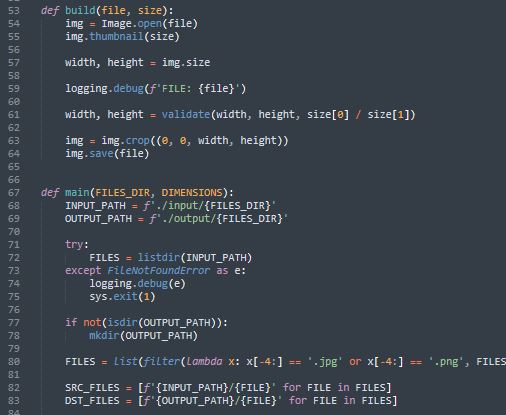 53 def build(file, size):
54 img = Image.open(file)
55 img.thumbnail(size)
56
57 width, height = img.size
58
59 logging.debug(f'FILE: {file}')
60
61 width, height = validate(width, height, size[0] / size[1])
62
63 img = img.crop((0, 0, width, height))
64 img.save(file)
65
66
67 def main(FILES_DIR, DIMENSIONS):
68 INPUT_PATH = f'./input/{FILES_DIR}'
69 OUTPUT_PATH = f'./output/{FILES_DIR}'
70
71 try:
72 FILES = listdir(INPUT_PATH)
73 except FileNotFoundError as e:
74 logging.debug(e)
75 sys.exit(1)
76
77 if not(isdir(OUTPUT_PATH)):
78 mkdir(OUTPUT_PATH)
79
80 FILES = list(filter(lambda x: x[-4:] == '.jpg' or x[-4:] == '.png', FILES
81
82 SRC_FILES = [f'{INPUT_PATH}/{FILE}' for FILE in FILES]
83 DST_FILES = [f'{OUTPUT_PATH}/{FILE}' for FILE in FILES]